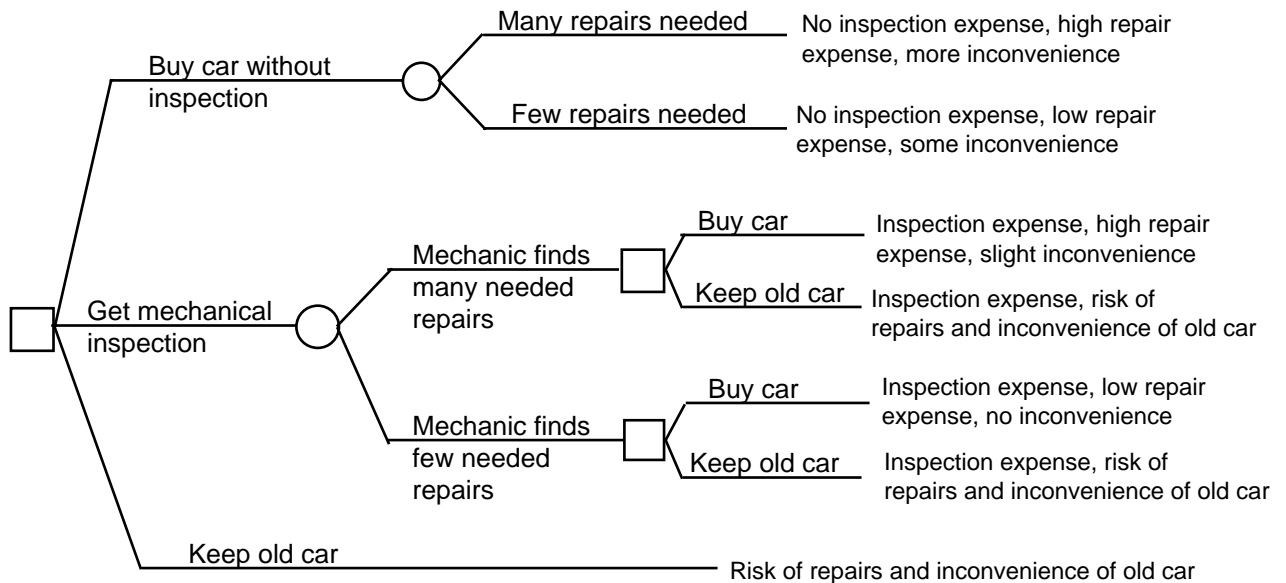 Many repairs needed
No inspection expense, high repair
expense, more inconvenience
Buy car without
inspection
Few repairs needed
No inspection expense, low repair
expense, some inconvenience
Buy car
Inspection expense, high repair
expense, slight inconvenience
Mechanic finds
many needed
repairs
Keep old car
Inspection expense, risk of
repairs and inconvenience of old car
Get mechanical
inspection
Buy car
Inspection expense, low repair
expense, no inconvenience
Mechanic finds
few needed
repairs
Keep old car
Inspection expense, risk of
repairs and inconvenience of old car
Keep old car
Risk of repairs and inconvenience of old car